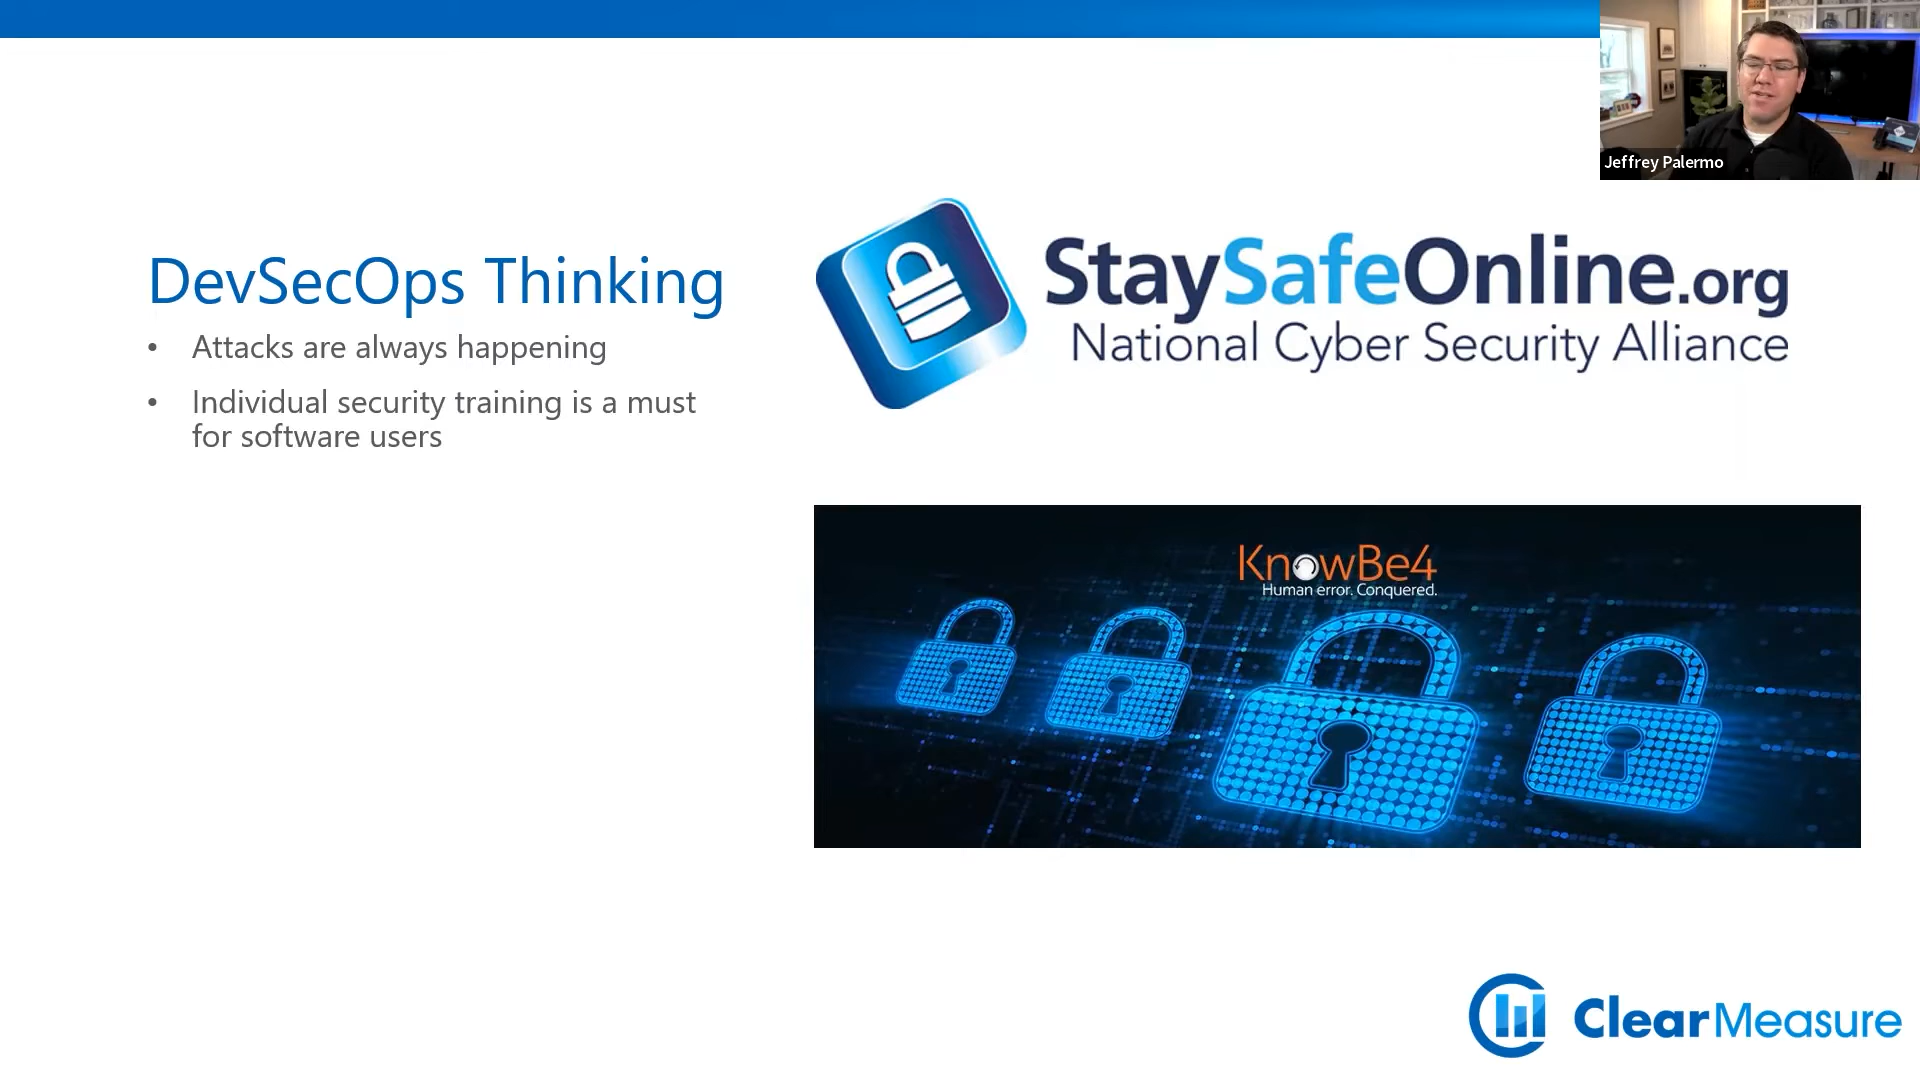 Jeffrey Palermo
DevSecOps Thinking
• Attacks are always happening
• Individual security training is a must
for software users
StaySafeOnline.org
National Cyber Security Alliance
KnowBe4
Human error. Conquered.
ClearMeasure